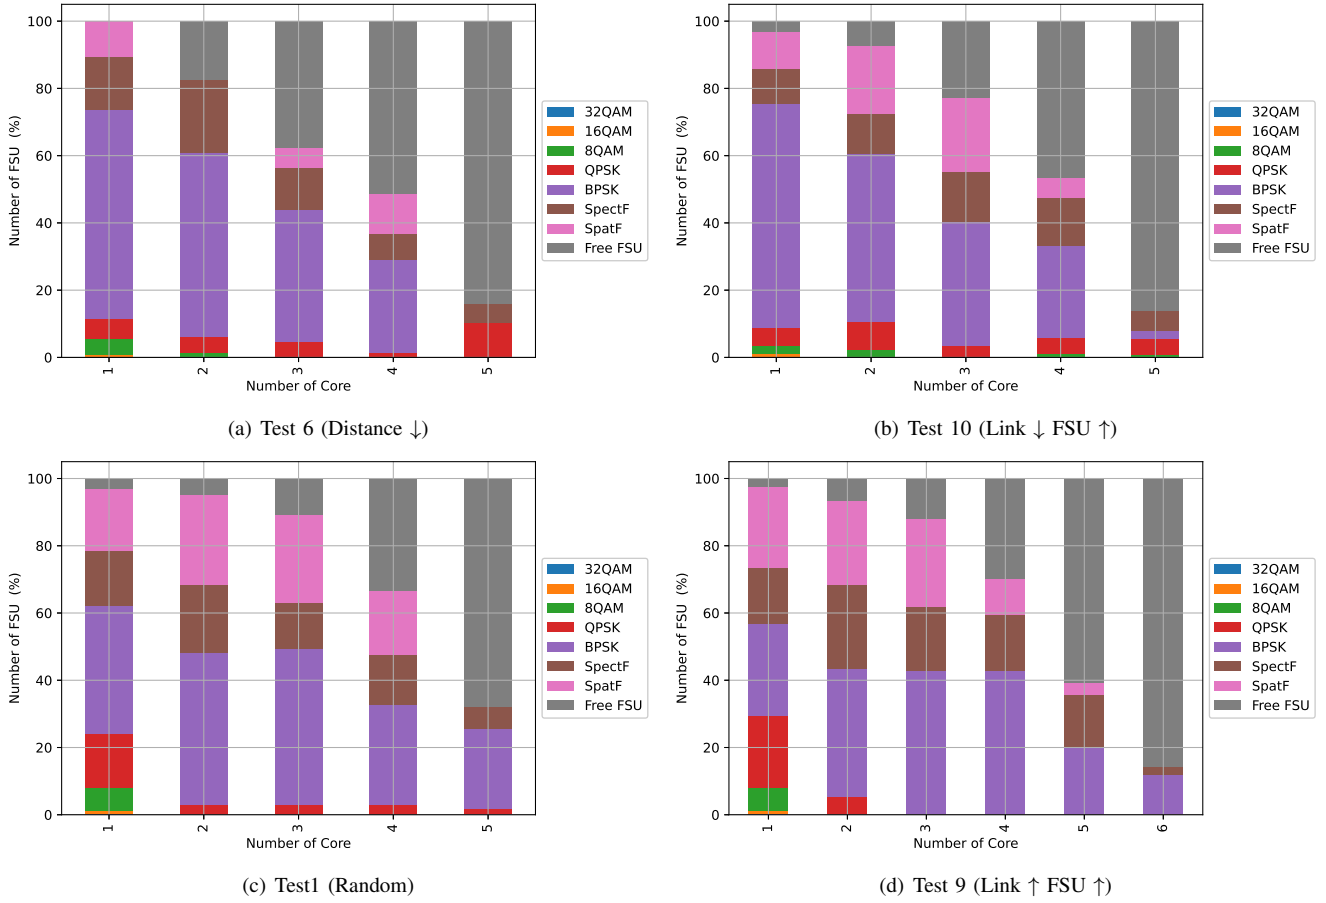 100
80
60
40
20
0
Number of FSU (%)
1 2 3 4 5
Number of Core
32QAM
16QAM
8QAM
QPSK
BPSK
SpectF
SpatF
Free FSU
(a) Test 6 (Distance ↓)
100
80
60
40
20
0
Number of FSU (%)
1 2 3 4 5
Number of Core
32QAM
16QAM
8QAM
QPSK
BPSK
SpectF
SpatF
Free FSU
(b) Test 10 (Link ↓ FSU ↑)
100
80
60
40
20
0
Number of FSU (%)
1 2 3 4 5
Number of Core
32QAM
16QAM
8QAM
QPSK
BPSK
SpectF
SpatF
Free FSU
(c) Test1 (Random)
100
80
60
40
20
0
Number of FSU (%)
1 2 3 4 5 6
Number of Core
32QAM
16QAM
8QAM
QPSK
BPSK
SpectF
SpatF
Free FSU
(d) Test 9 (Link ↑ FSU ↑)